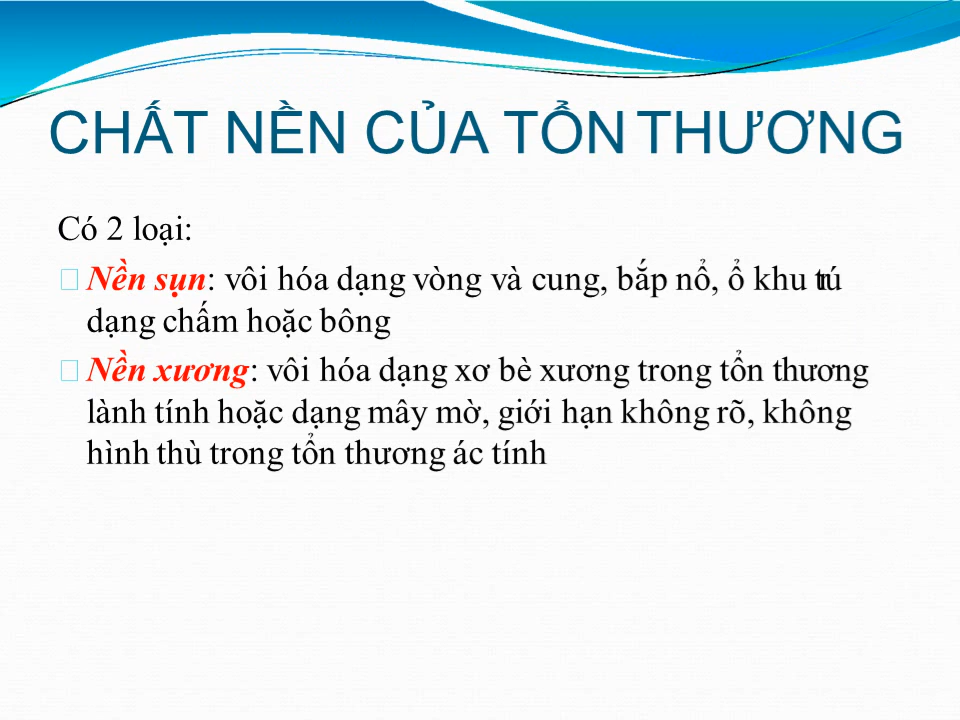 CHẤT NỀN CỦA TỔN THƯƠNG
Có 2 loại:
Nền sụn: vôi hóa dạng vòng và cung, bắp nổ, ổ khu trú
dạng chấm hoặc bông
Nền xương: vôi hóa dạng xơ bè xương trong tổn thương
lành tính hoặc dạng mây mờ, giới hạn không rõ, không
hình thù trong tổn thương ác tính